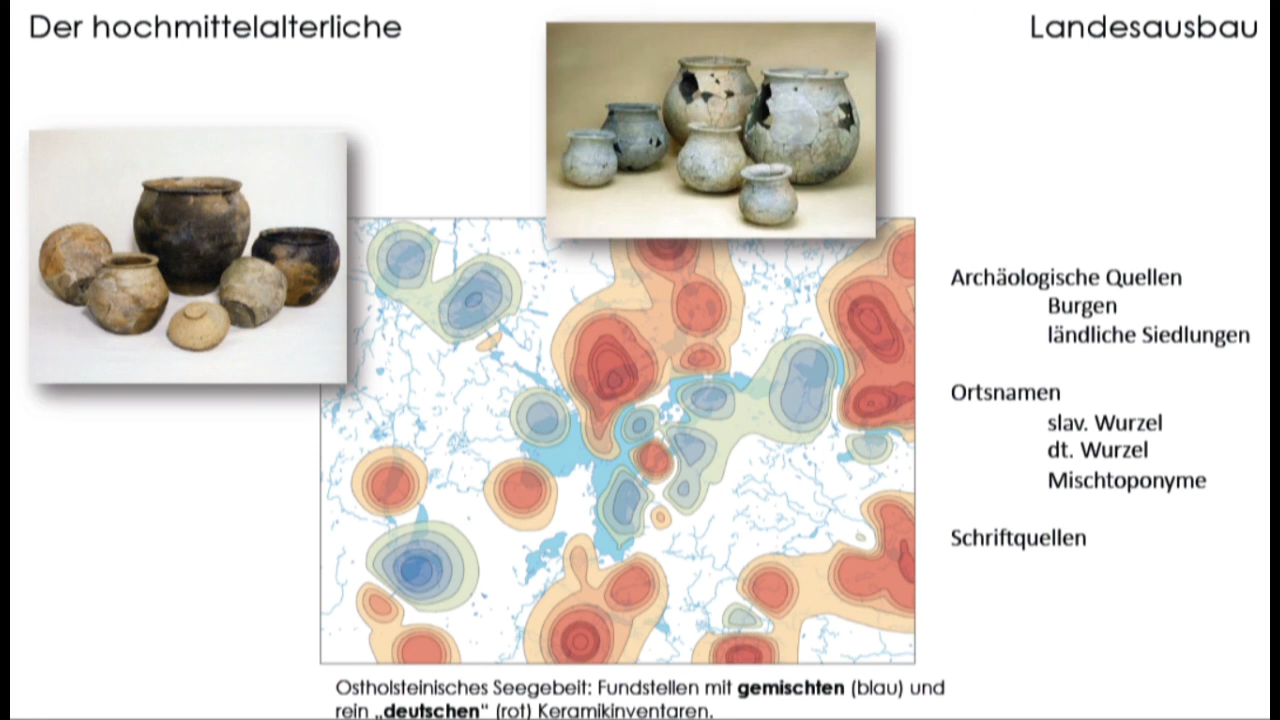 Der hochmittelalterliche Landesausbau
Archäologische Quellen
Burgen
ländliche Siedlungen
Ortsnamen
slav. Wurzel
dt. Wurzel
Mischtoponyme
Schriftquellen
Ostholsteinisches Seegebeit: Fundstellen mit gemischten (blau) und
rein „deutschen“ (rot) Keramikinventaren.